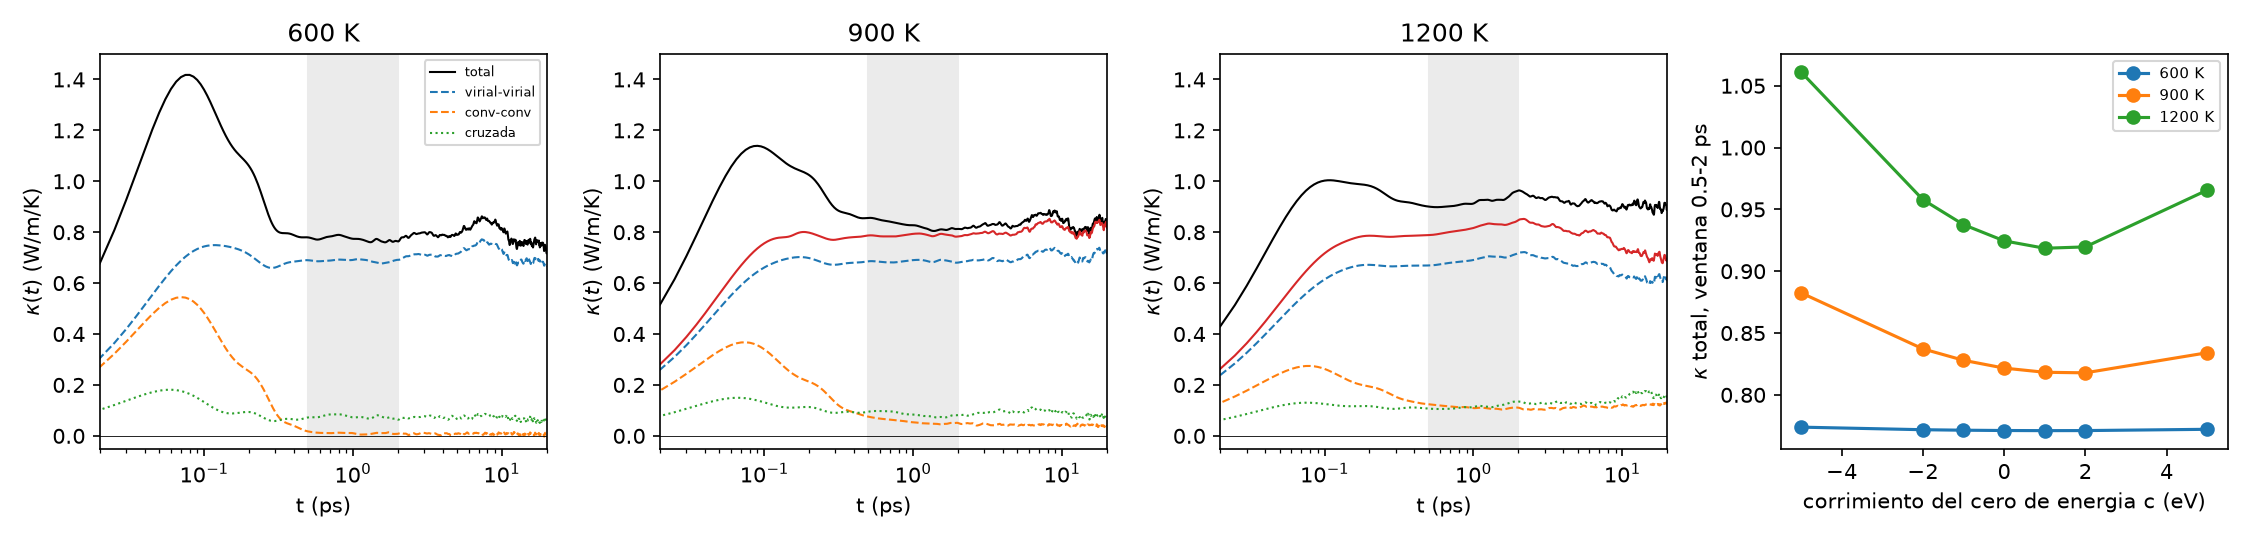 600 K
900 K
1200 K
κ(t) (W/m/K)
1.4
1.2
1.0
0.8
0.6
0.4
0.2
0.0
total
virial-virial
conv-conv
cruzada
10⁻¹
10⁰
10¹
t (ps)
κ(t) (W/m/K)
1.4
1.2
1.0
0.8
0.6
0.4
0.2
0.0
10⁻¹
10⁰
10¹
t (ps)
κ(t) (W/m/K)
1.4
1.2
1.0
0.8
0.6
0.4
0.2
0.0
10⁻¹
10⁰
10¹
t (ps)
κ total, ventana 0.5-2 ps
1.05
1.00
0.95
0.90
0.85
0.80
600 K
900 K
1200 K
−4
−2
0
2
4
corrimiento del cero de energia c (eV)